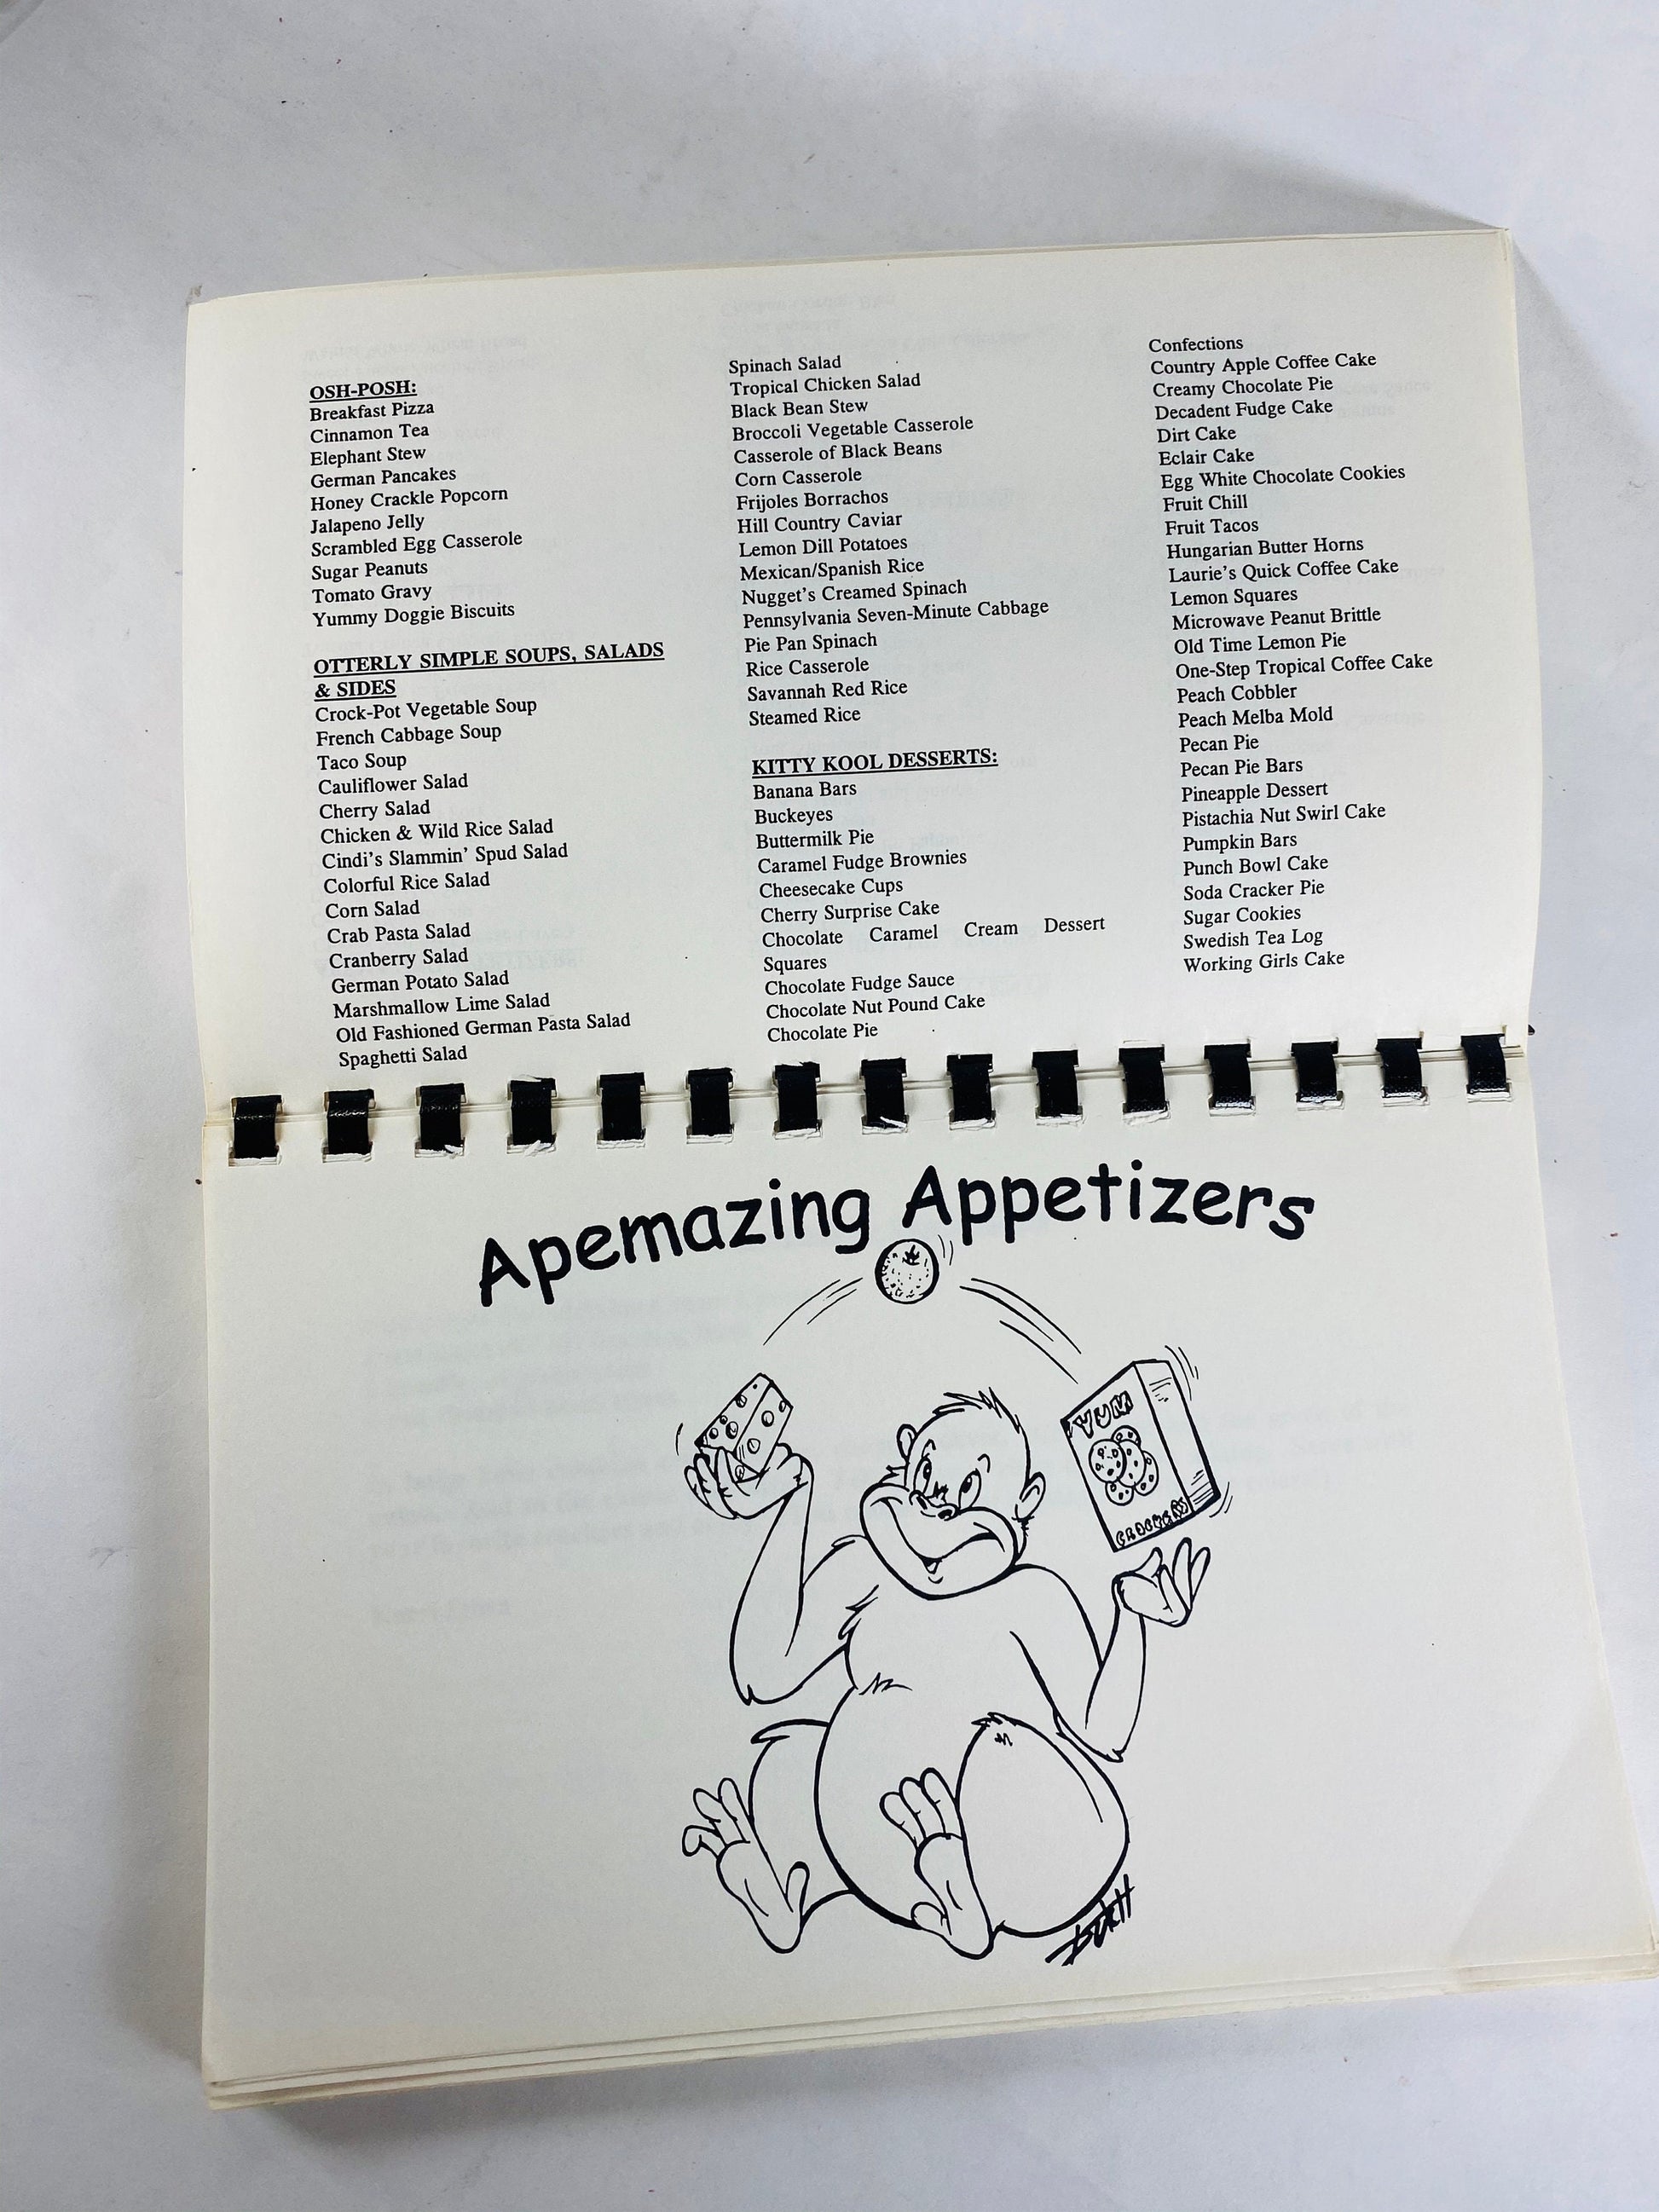 OSH-POSH:
Breakfast Pizza
Cinnamon Tea
Elephant Stew
German Pancakes
Honey Crackle Popcorn
Jalapeno Jelly
Scrambled Egg Casserole
Sugar Peanuts
Tomato Gravy
Yummy Doggie Biscuits
OTTERLY SIMPLE SOUPS, SALADS
& SIDES
Crock-Pot Vegetable Soup
French Cabbage Soup
Taco Soup
Cauliflower Salad
Cherry Salad
Chicken & Wild Rice Salad
Cindi's Slammin' Spud Salad
Colorful Rice Salad
Corn Salad
Crab Pasta Salad
Cranberry Salad
German Potato Salad
Marshmallow Lime Salad
Old Fashioned German Pasta Salad
Spaghetti Salad
Spinach Salad
Tropical Chicken Salad
Black Bean Stew
Broccoli Vegetable Casserole
Casserole of Black Beans
Corn Casserole
Frijoles Borrachos
Hill Country Caviar
Lemon Dill Potatoes
Mexican/Spanish Rice
Nugget's Creamed Spinach
Pennsylvania Seven-Minute Cabbage
Pie Pan Spinach
Rice Casserole
Savannah Red Rice
Steamed Rice
KITTY KOOL DESSERTS:
Banana Bars
Buckeyes
Buttermilk Pie
Caramel Fudge Brownies
Cheesecake Cups
Cherry Surprise Cake
Chocolate Caramel Cream Dessert
Squares
Chocolate Fudge Sauce
Chocolate Nut Pound Cake
Chocolate Pie
Confections
Country Apple Coffee Cake
Creamy Chocolate Pie
Decadent Fudge Cake
Dirt Cake
Eclair Cake
Egg White Chocolate Cookies
Fruit Chill
Fruit Tacos
Hungarian Butter Horns
Laurie's Quick Coffee Cake
Lemon Squares
Microwave Peanut Brittle
Old Time Lemon Pie
One-Step Tropical Coffee Cake
Peach Cobbler
Peach Melba Mold
Pecan Pie
Pecan Pie Bars
Pineapple Dessert
Pistachia Nut Swirl Cake
Pumpkin Bars
Punch Bowl Cake
Soda Cracker Pie
Sugar Cookies
Swedish Tea Log
Working Girls Cake
Apemazing Appetizers
YUM
CRACKERS